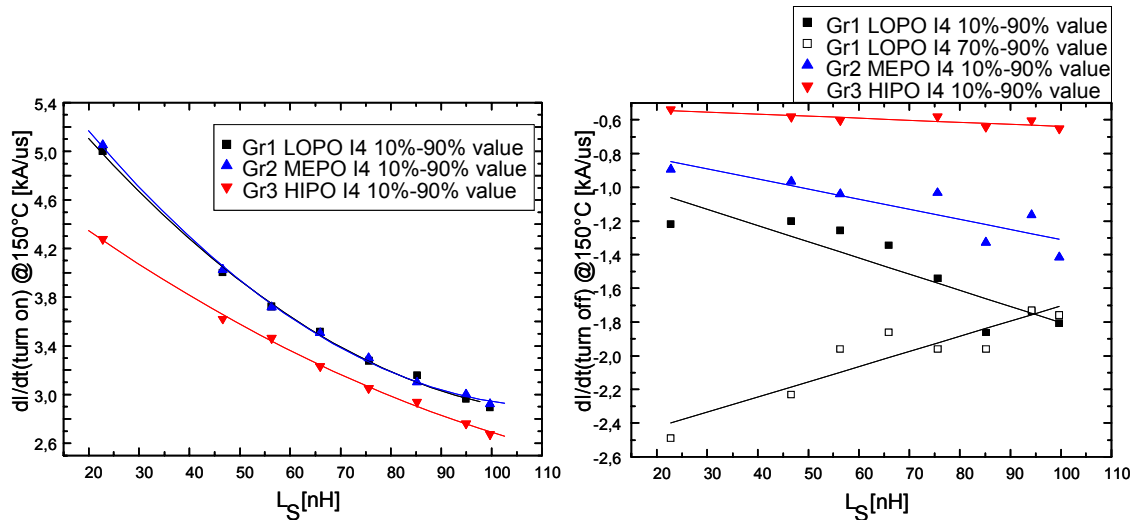 Gr1 LOPO I4 10%-90% value
Gr1 LOPO I4 70%-90% value
Gr2 MEPO I4 10%-90% value
Gr3 HIPO I4 10%-90% value
Gr1 LOPO I4 10%-90% value
Gr2 MEPO I4 10%-90% value
Gr3 HIPO I4 10%-90% value
dI/dt(turn on) @150°C [kA/us]
5,4
5,0
4,6
4,2
3,8
3,4
3,0
2,6
20 30 40 50 60 70 80 90 100 110
LS[nH]
dI/dt(turn off) @150°C [kA/us]
-0,6
-0,8
-1,0
-1,2
-1,4
-1,6
-1,8
-2,0
-2,2
-2,4
-2,6
20 30 40 50 60 70 80 90 100 110
LS[nH]